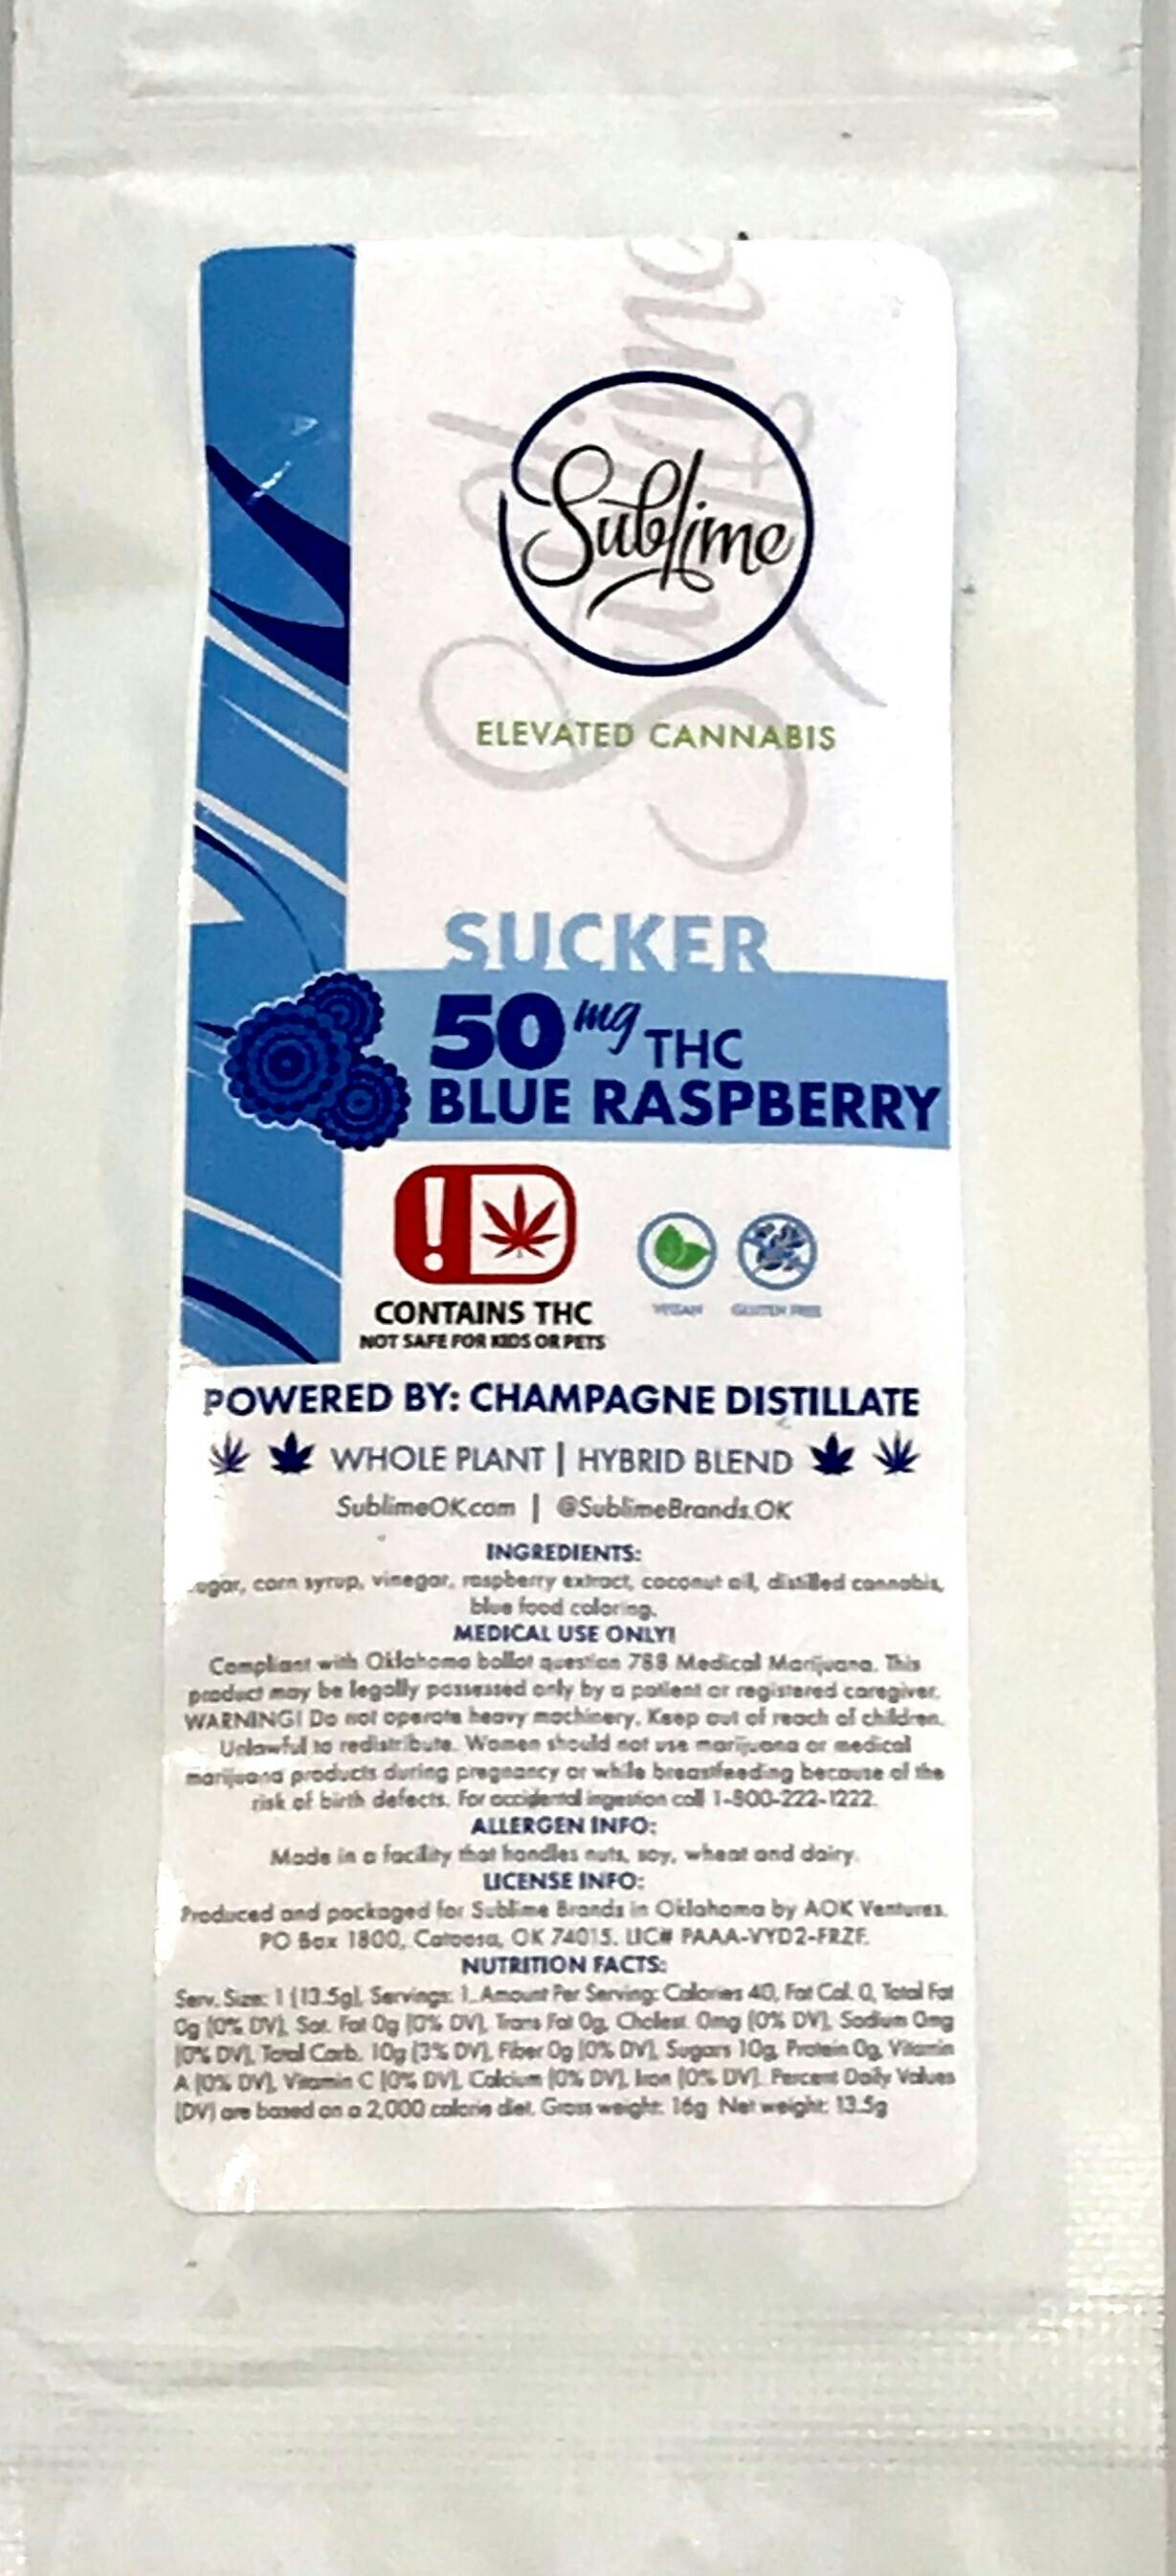 Sublime
Sublime
ELEVATED CANNABIS
SUCKER
50 mg THC
BLUE RASPBERRY
CONTAINS THC
NOT SAFE FOR KIDS OR PETS
VEGAN GLUTEN FREE
POWERED BY: CHAMPAGNE DISTILLATE
WHOLE PLANT | HYBRID BLEND
SublimeOK.com | @SublimeBrands.OK
INGREDIENTS:
ugar, corn syrup, vinegar, raspberry extract, coconut oil, distilled cannabis,
blue food coloring.
MEDICAL USE ONLY!
Compliant with Oklahoma ballot question 788 Medical Marijuana. This
product may be legally possessed only by a patient or registered caregiver.
WARNING! Do not operate heavy machinery. Keep out of reach of children.
Unlawful to redistribute. Women should not use marijuana or medical
marijuana products during pregnancy or while breastfeeding because of the
risk of birth defects. For accidental ingestion call 1-800-222-1222.
ALLERGEN INFO:
Made in a facility that handles nuts, soy, wheat and dairy.
LICENSE INFO:
Produced and packaged for Sublime Brands in Oklahoma by AOK Ventures.
PO Box 1800, Catoosa, OK 74015. LIC# PAAA-VYD2-FRZF.
NUTRITION FACTS:
Serv. Size: 1 (13.5g), Servings: 1. Amount Per Serving: Calories 40, Fat Cal. 0, Total Fat
0g (0% DV), Sat. Fat 0g (0% DV), Trans Fat 0g, Cholest. 0mg (0% DV), Sodium 0mg
(0% DV), Total Carb. 10g (3% DV), Fiber 0g (0% DV), Sugars 10g, Protein 0g, Vitamin
A (0% DV), Vitamin C (0% DV), Calcium (0% DV), Iron (0% DV). Percent Daily Values
(DV) are based on a 2,000 calorie diet. Gross weight: 16g Net weight: 13.5g